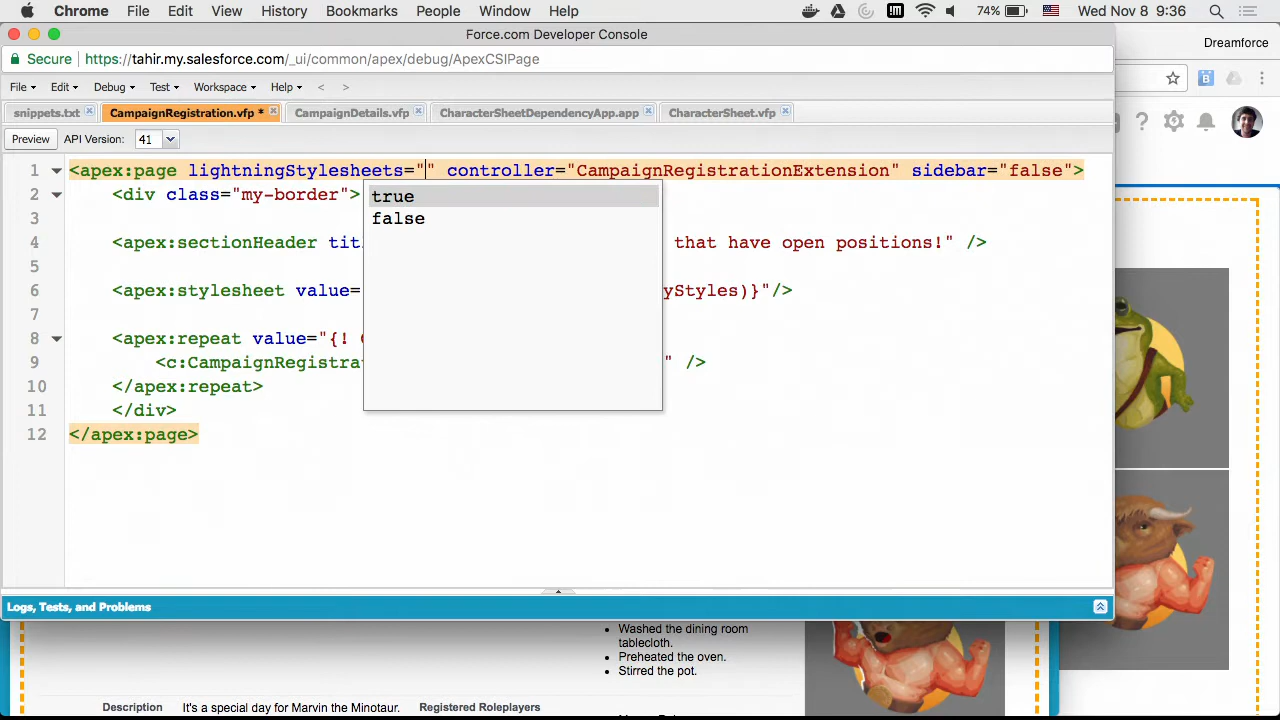 Chrome File Edit View History Bookmarks People Window Help 74% Wed Nov 8 9:36
Force.com Developer Console
Dreamforce
Secure https://tahir.my.salesforce.com/_ui/common/apex/debug/ApexCSIPage
File Edit Debug Test Workspace Help < >
snippets.txt CampaignRegistration.vfp * CampaignDetails.vfp CharacterSheetDependencyApp.app CharacterSheet.vfp
Preview API Version: 41
1 <apex:page lightningStylesheets="" controller="CampaignRegistrationExtension" sidebar="false">
2 <div class="my-border">
true
false
3
4 <apex:sectionHeader tit that have open positions!" />
5
6 <apex:stylesheet value= yStyles)}"/>
7
8 <apex:repeat value="{!
9 <c:CampaignRegistra " />
10 </apex:repeat>
11 </div>
12 </apex:page>
Logs, Tests, and Problems
• Washed the dining room
tablecloth.
• Preheated the oven.
• Stirred the pot.
Description It's a special day for Marvin the Minotaur. Registered Roleplayers